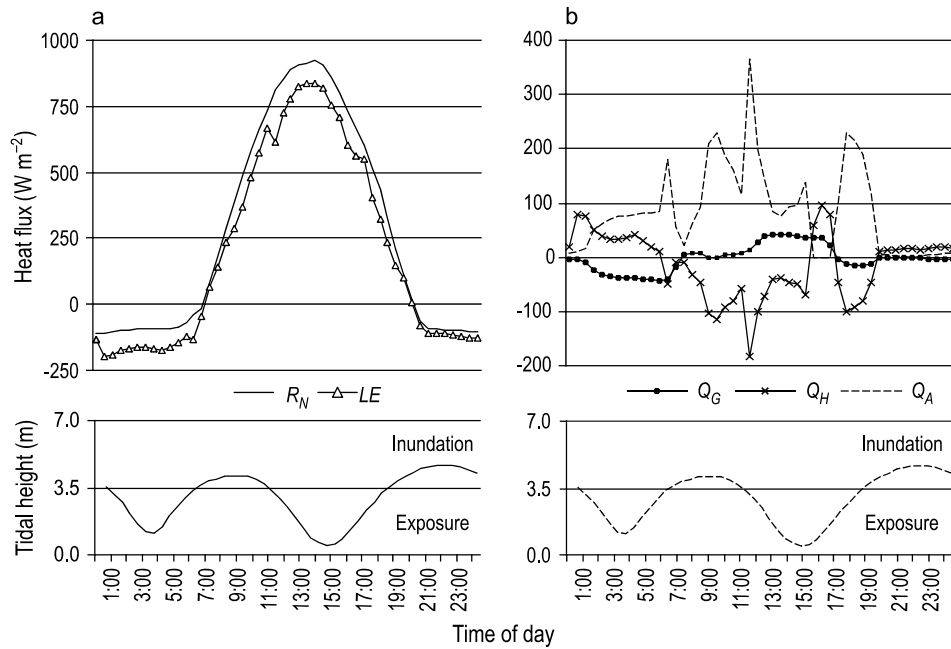 a
b
Heat flux (W m⁻²)
1000
750
500
250
0
-250
R_N LE
400
300
200
100
0
-100
-200
Q_G Q_H Q_A
Tidal height (m)
7.0
3.5
0.0
Inundation
Exposure
1:00 3:00 5:00 7:00 9:00 11:00 13:00 15:00 17:00 19:00 21:00 23:00
7.0
3.5
0.0
Inundation
Exposure
1:00 3:00 5:00 7:00 9:00 11:00 13:00 15:00 17:00 19:00 21:00 23:00
Time of day